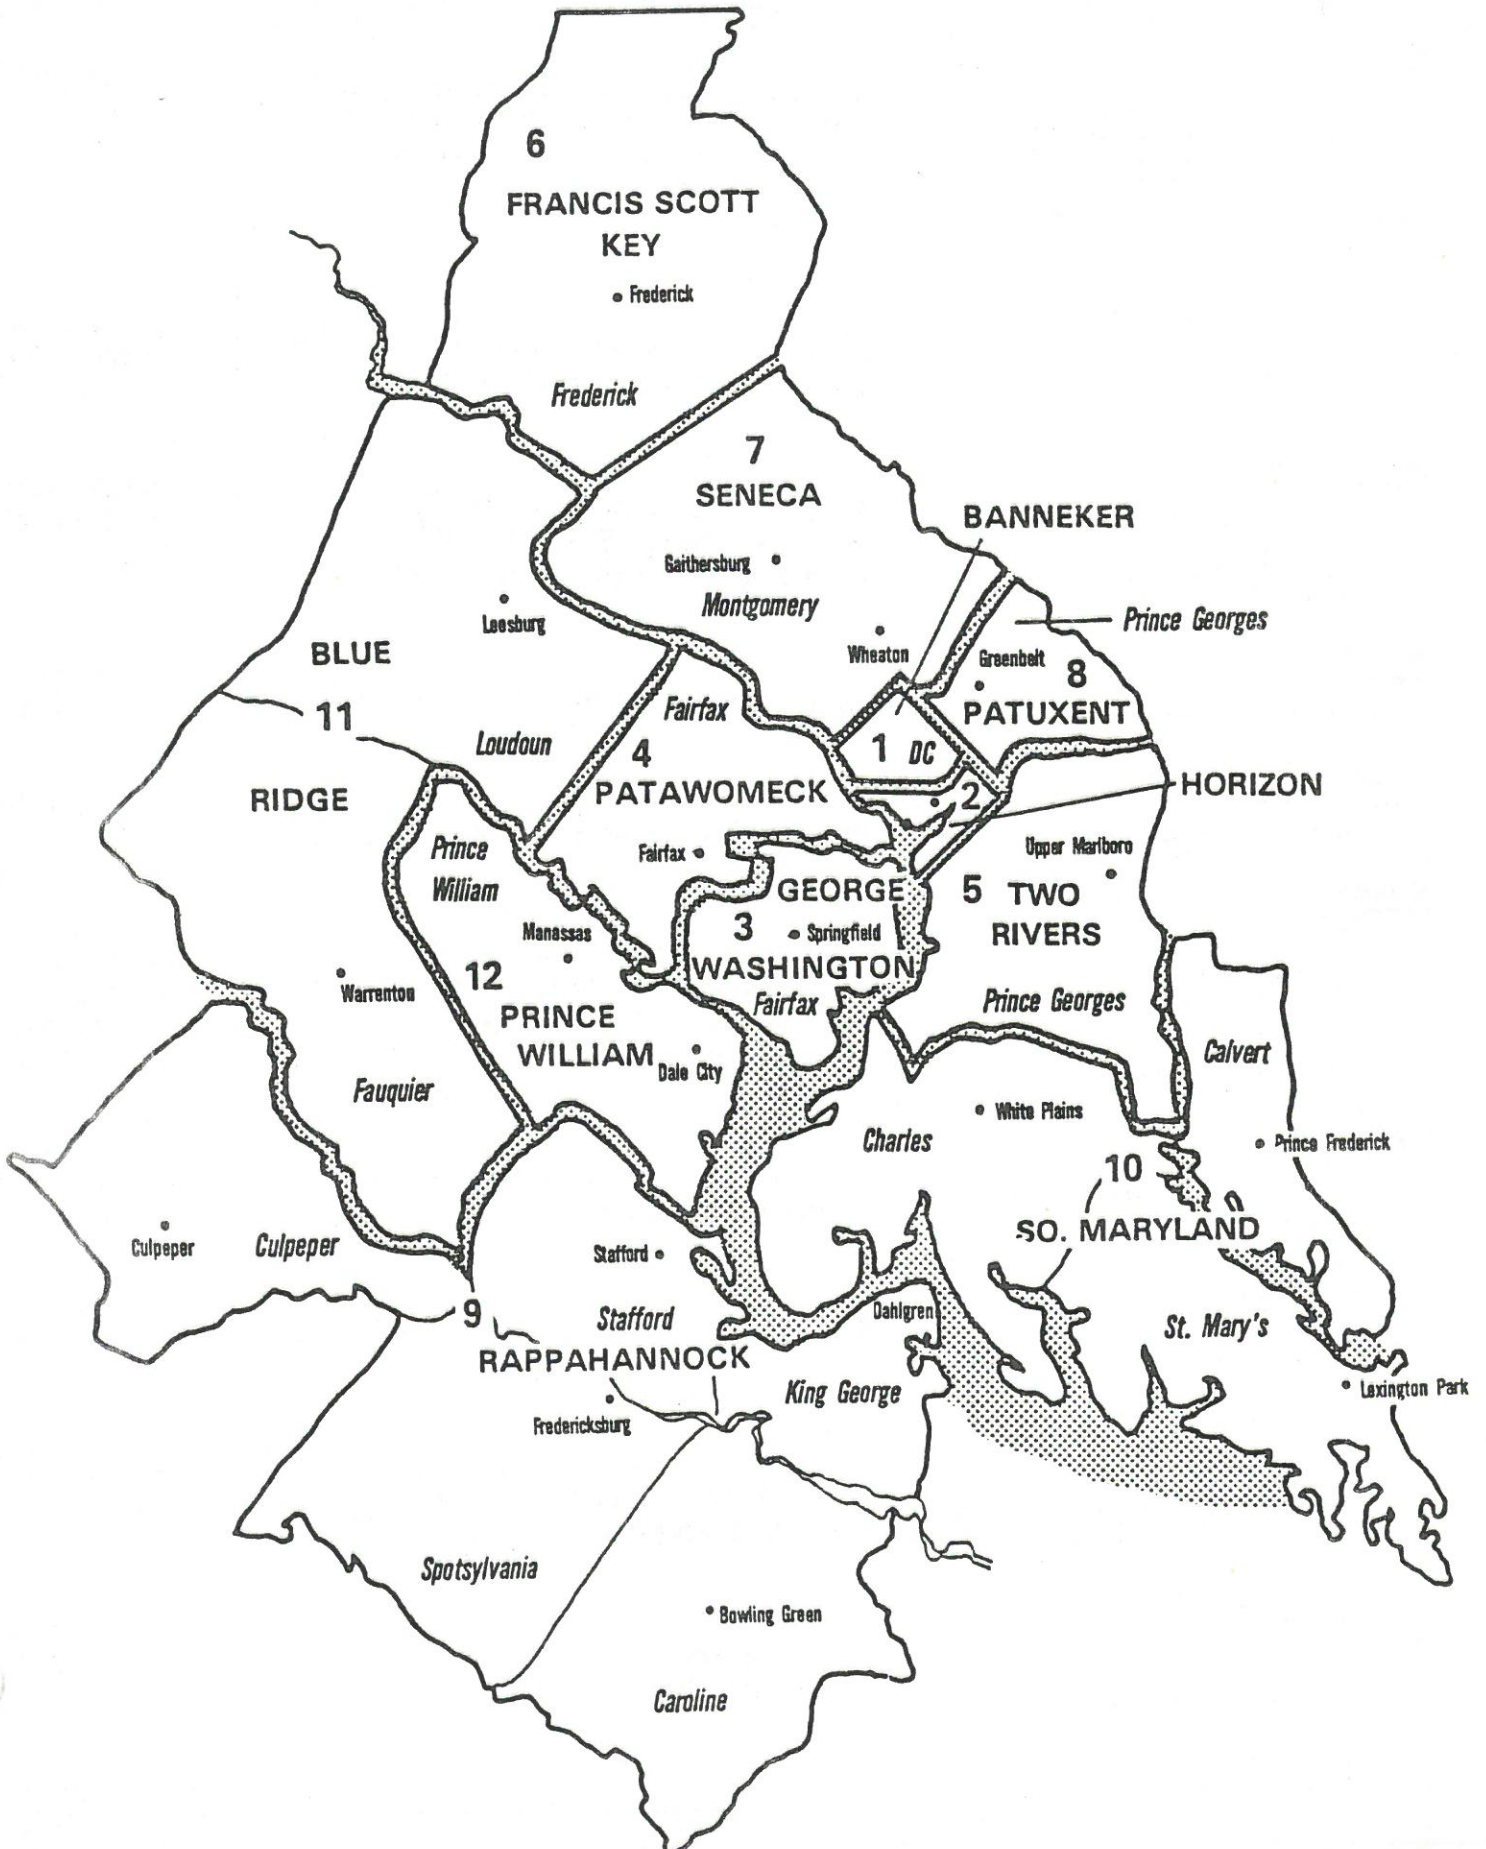 6
FRANCIS SCOTT
KEY
Frederick
Frederick
7
SENECA
BANNEKER
Gaithersburg
Montgomery
Prince Georges
Leesburg
Wheaton
Greenbelt
BLUE
8
Fairfax
PATUXENT
11
Loudoun
4
1
DC
RIDGE
PATAWOMECK
2
HORIZON
Prince
William
Fairfax
Upper Marlboro
GEORGE
5
TWO
RIVERS
3
Springfield
Manassas
WASHINGTON
12
Warrenton
Fairfax
Prince Georges
PRINCE
WILLIAM
Dale City
Calvert
Fauquier
White Plains
Charles
Prince Frederick
10
SO. MARYLAND
Culpeper
Culpeper
Stafford
9
Stafford
Dahlgren
St. Mary's
RAPPAHANNOCK
King George
Lexington Park
Fredericksburg
Spotsylvania
Bowling Green
Caroline